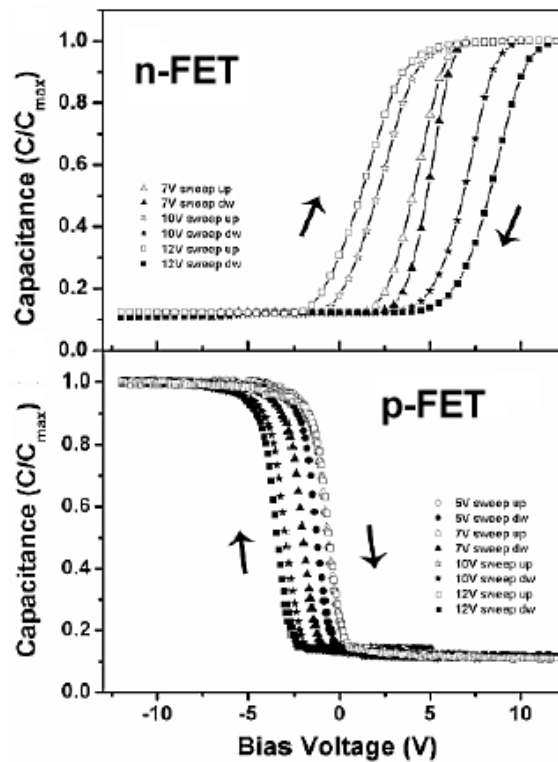 n-FET
Capacitance (C/Cmax)
1.0
0.8
0.6
0.4
0.2
0.0
7V sweep up
7V sweep dw
10V sweep up
10V sweep dw
12V sweep up
12V sweep dw
p-FET
Capacitance (C/Cmax)
1.0
0.8
0.6
0.4
0.2
0.0
5V sweep up
5V sweep dw
7V sweep up
7V sweep dw
10V sweep up
10V sweep dw
12V sweep up
12V sweep dw
-10 -5 0 5 10
Bias Voltage (V)